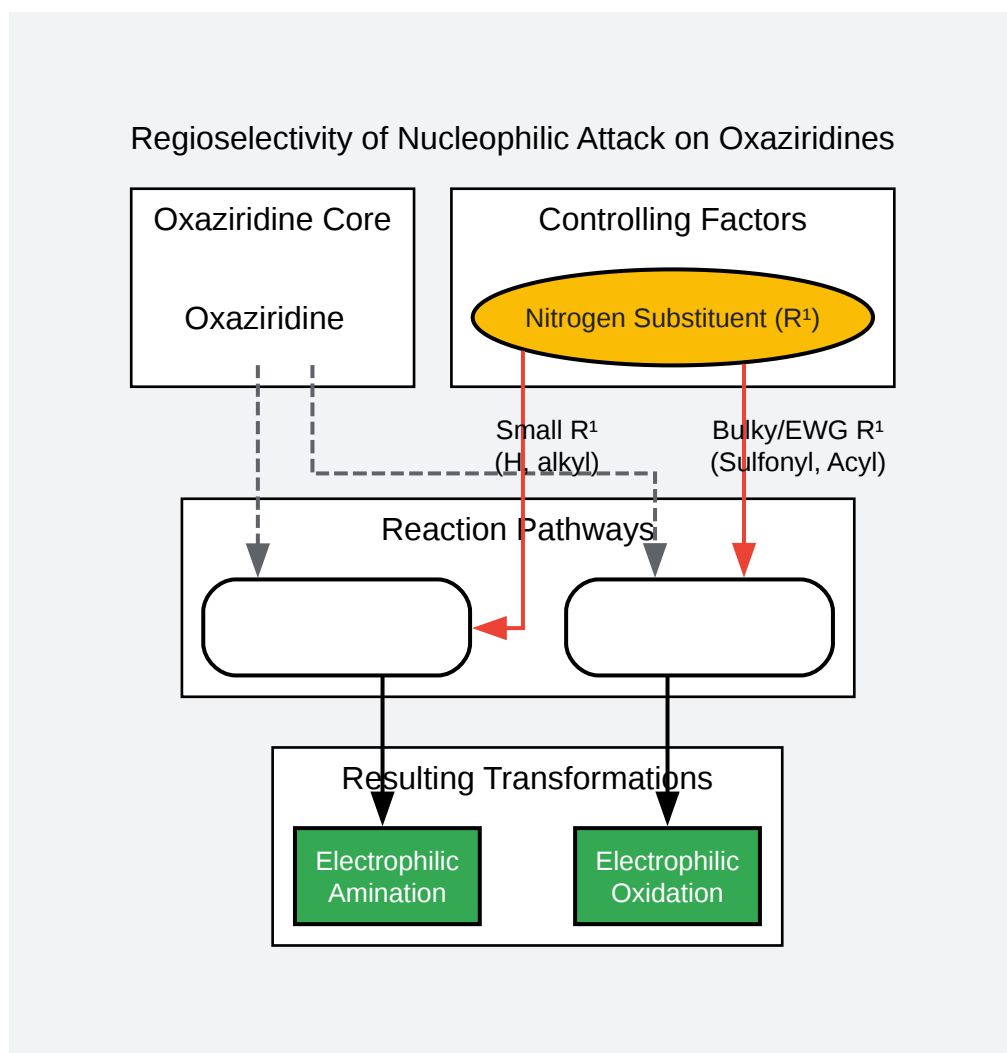 Regioselectivity of Nucleophilic Attack on Oxaziridines
Oxaziridine Core
Controlling Factors
Oxaziridine
Nitrogen Substituent (R¹)
Small R¹
(H, alkyl)
Bulky/EWG R¹
(Sulfonyl, Acyl)
Reaction Pathways
Resulting Transformations
Electrophilic
Amination
Electrophilic
Oxidation